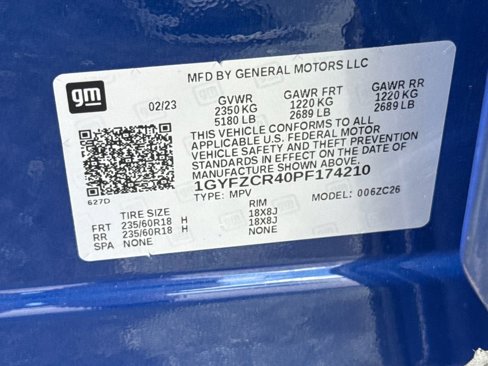 MFD BY GENERAL MOTORS LLC
gm
02/23
GVWR GAWR FRT GAWR RR
2350 KG 1220 KG 1220 KG
5180 LB 2689 LB 2689 LB
THIS VEHICLE CONFORMS TO ALL
APPLICABLE U.S. FEDERAL MOTOR
VEHICLE SAFETY AND THEFT PREVENTION
STANDARDS IN EFFECT ON THE DATE OF
MANUFACTURE SHOWN ABOVE.
1GYFZCR40PF174210
627D
TYPE: MPV MODEL: 006ZC26
TIRE SIZE RIM
FRT 235/60R18 H 18X8J
RR 235/60R18 H 18X8J
SPA NONE NONE